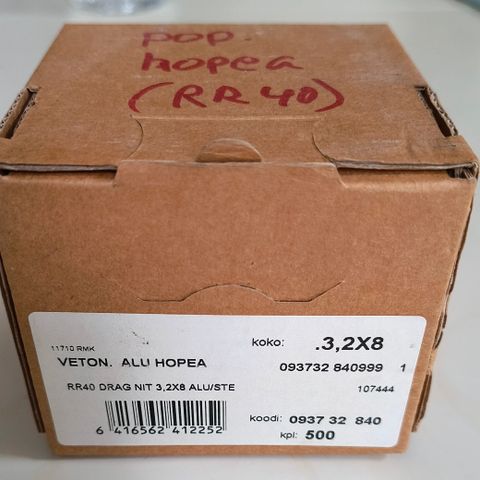 pop.
hopea
(RR40)
11710 RMK
koko: .3,2X8
VETON. ALU HOPEA
093732 840999 1
RR40 DRAG NIT 3,2X8 ALU/STE
107444
6 416562 412252
koodi: 0937 32 840
kpl: 500